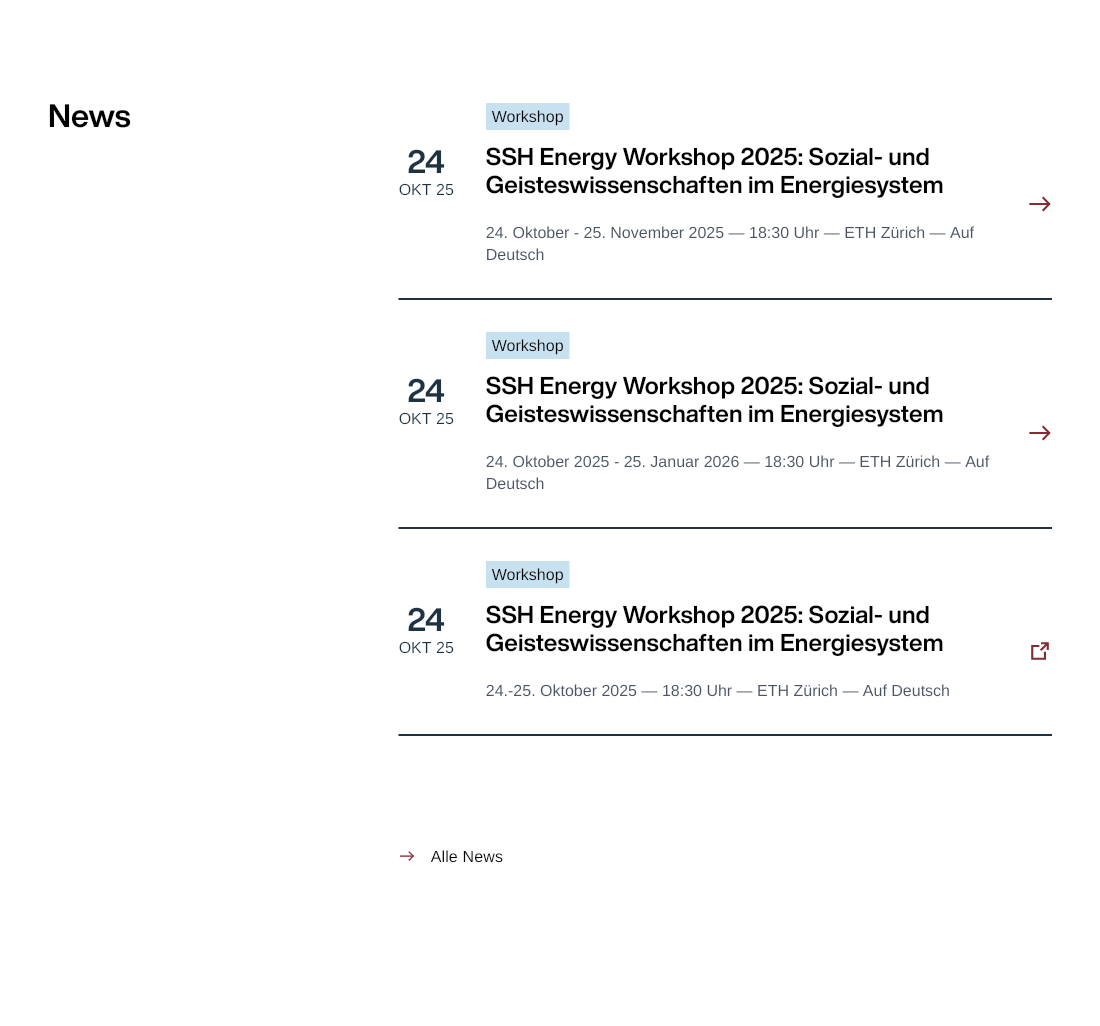 News
Workshop
24
OKT 25
SSH Energy Workshop 2025: Sozial- und
Geisteswissenschaften im Energiesystem
24. Oktober - 25. November 2025 — 18:30 Uhr — ETH Zürich — Auf
Deutsch
Workshop
24
OKT 25
SSH Energy Workshop 2025: Sozial- und
Geisteswissenschaften im Energiesystem
24. Oktober 2025 - 25. Januar 2026 — 18:30 Uhr — ETH Zürich — Auf
Deutsch
Workshop
24
OKT 25
SSH Energy Workshop 2025: Sozial- und
Geisteswissenschaften im Energiesystem
24.-25. Oktober 2025 — 18:30 Uhr — ETH Zürich — Auf Deutsch
Alle News